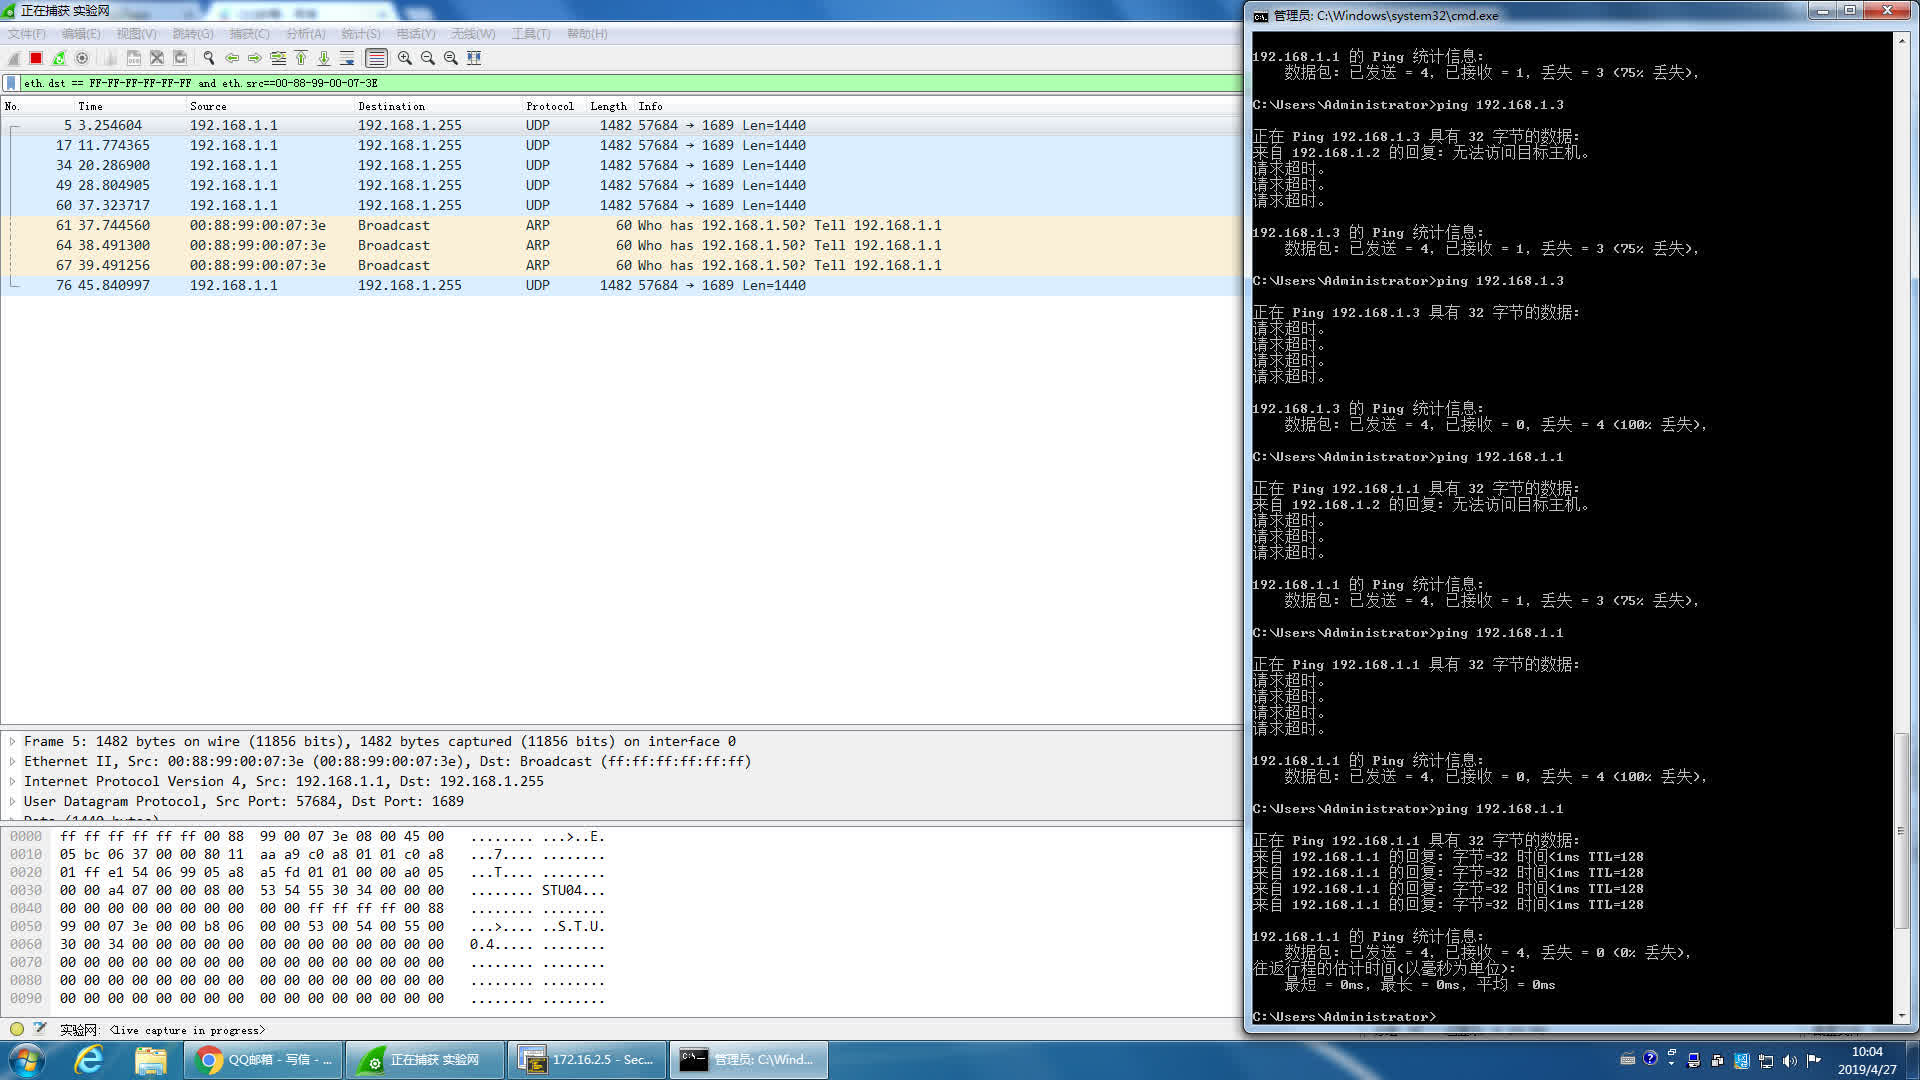 正在捕获 实验网
文件(F) 编辑(E) 视图(V) 跳转(G) 捕获(C) 分析(A) 统计(S) 电话(Y) 无线(W) 工具(T) 帮助(H)
eth.dst == FF-FF-FF-FF-FF-FF and eth.src==00-88-99-00-07-3E
No. Time Source Destination Protocol Length Info
5 3.254604 192.168.1.1 192.168.1.255 UDP 1482 57684 → 1689 Len=1440
17 11.774365 192.168.1.1 192.168.1.255 UDP 1482 57684 → 1689 Len=1440
34 20.286900 192.168.1.1 192.168.1.255 UDP 1482 57684 → 1689 Len=1440
49 28.804905 192.168.1.1 192.168.1.255 UDP 1482 57684 → 1689 Len=1440
60 37.323717 192.168.1.1 192.168.1.255 UDP 1482 57684 → 1689 Len=1440
61 37.744560 00:88:99:00:07:3e Broadcast ARP 60 Who has 192.168.1.50? Tell 192.168.1.1
64 38.491300 00:88:99:00:07:3e Broadcast ARP 60 Who has 192.168.1.50? Tell 192.168.1.1
67 39.491256 00:88:99:00:07:3e Broadcast ARP 60 Who has 192.168.1.50? Tell 192.168.1.1
76 45.840997 192.168.1.1 192.168.1.255 UDP 1482 57684 → 1689 Len=1440
Frame 5: 1482 bytes on wire (11856 bits), 1482 bytes captured (11856 bits) on interface 0
Ethernet II, Src: 00:88:99:00:07:3e (00:88:99:00:07:3e), Dst: Broadcast (ff:ff:ff:ff:ff:ff)
Internet Protocol Version 4, Src: 192.168.1.1, Dst: 192.168.1.255
User Datagram Protocol, Src Port: 57684, Dst Port: 1689
Data (1440 bytes)
0000 ff ff ff ff ff ff 00 88 99 00 07 3e 08 00 45 00 ........ ...>..E.
0010 05 bc 06 37 00 00 80 11 aa a9 c0 a8 01 01 c0 a8 ...7.... ........
0020 01 ff e1 54 06 99 05 a8 a5 fd 01 01 00 00 a0 05 ...T.... ........
0030 00 00 a4 07 00 00 08 00 53 54 55 30 34 00 00 00 ........ STU04...
0040 00 00 00 00 00 00 00 00 00 00 ff ff ff ff 00 88 ........ ........
0050 99 00 07 3e 00 00 b8 06 00 00 53 00 54 00 55 00 ...>.... ..S.T.U.
0060 30 00 34 00 00 00 00 00 00 00 00 00 00 00 00 00 0.4..... ........
0070 00 00 00 00 00 00 00 00 00 00 00 00 00 00 00 00 ........ ........
0080 00 00 00 00 00 00 00 00 00 00 00 00 00 00 00 00 ........ ........
0090 00 00 00 00 00 00 00 00 00 00 00 00 00 00 00 00 ........ ........
实验网: <live capture in progress>
管理员: C:\Windows\system32\cmd.exe
192.168.1.1 的 Ping 统计信息:
数据包: 已发送 = 4，已接收 = 1，丢失 = 3 (75% 丢失)，
C:\Users\Administrator>ping 192.168.1.3
正在 Ping 192.168.1.3 具有 32 字节的数据:
来自 192.168.1.2 的回复: 无法访问目标主机。
请求超时。
请求超时。
请求超时。
192.168.1.3 的 Ping 统计信息:
数据包: 已发送 = 4，已接收 = 1，丢失 = 3 (75% 丢失)，
C:\Users\Administrator>ping 192.168.1.3
正在 Ping 192.168.1.3 具有 32 字节的数据:
请求超时。
请求超时。
请求超时。
请求超时。
192.168.1.3 的 Ping 统计信息:
数据包: 已发送 = 4，已接收 = 0，丢失 = 4 (100% 丢失)，
C:\Users\Administrator>ping 192.168.1.1
正在 Ping 192.168.1.1 具有 32 字节的数据:
来自 192.168.1.2 的回复: 无法访问目标主机。
请求超时。
请求超时。
请求超时。
192.168.1.1 的 Ping 统计信息:
数据包: 已发送 = 4，已接收 = 1，丢失 = 3 (75% 丢失)，
C:\Users\Administrator>ping 192.168.1.1
正在 Ping 192.168.1.1 具有 32 字节的数据:
请求超时。
请求超时。
请求超时。
请求超时。
192.168.1.1 的 Ping 统计信息:
数据包: 已发送 = 4，已接收 = 0，丢失 = 4 (100% 丢失)，
C:\Users\Administrator>ping 192.168.1.1
正在 Ping 192.168.1.1 具有 32 字节的数据:
来自 192.168.1.1 的回复: 字节=32 时间<1ms TTL=128
来自 192.168.1.1 的回复: 字节=32 时间<1ms TTL=128
来自 192.168.1.1 的回复: 字节=32 时间<1ms TTL=128
来自 192.168.1.1 的回复: 字节=32 时间<1ms TTL=128
192.168.1.1 的 Ping 统计信息:
数据包: 已发送 = 4，已接收 = 4，丢失 = 0 (0% 丢失)，
往返行程的估计时间(以毫秒为单位):
最短 = 0ms，最长 = 0ms，平均 = 0ms
C:\Users\Administrator>
QQ邮箱 - 写信 - ...
正在捕获 实验网
172.16.2.5 - Sec...
管理员: C:\Wind...
10:04
2019/4/27